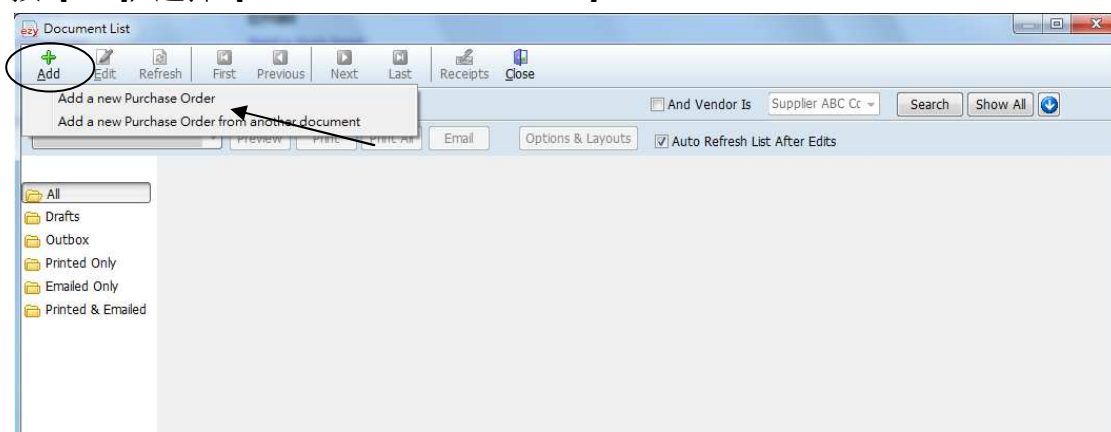 Document List
Add Edit Refresh First Previous Next Last Receipts Close
Add a new Purchase Order
And Vendor Is Supplier ABC Cc Search Show All
Add a new Purchase Order from another document
Preview Print Print All Email Options & Layouts Auto Refresh List After Edits
All
Drafts
Outbox
Printed Only
Emailed Only
Printed & Emailed